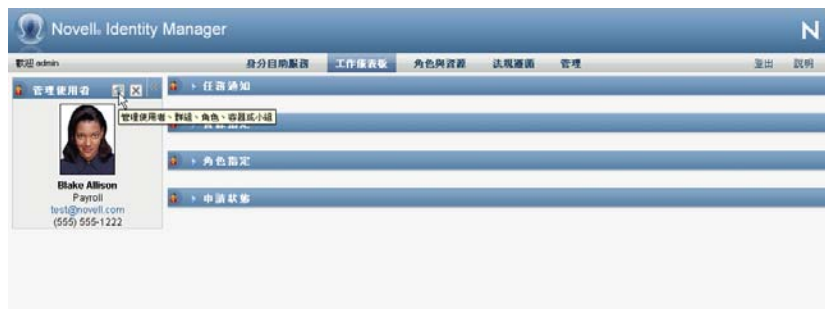 Novell® Identity Manager
N
歡迎 admin
身分自助服務 工作儀表板 角色與資源 法規遵循 管理 登出 說明
管理使用者
任務通知
管理使用者、群組、角色、容器或小組
角色指定
申請狀態
Blake Allison
Payroll
test@novell.com
(555) 555-1222